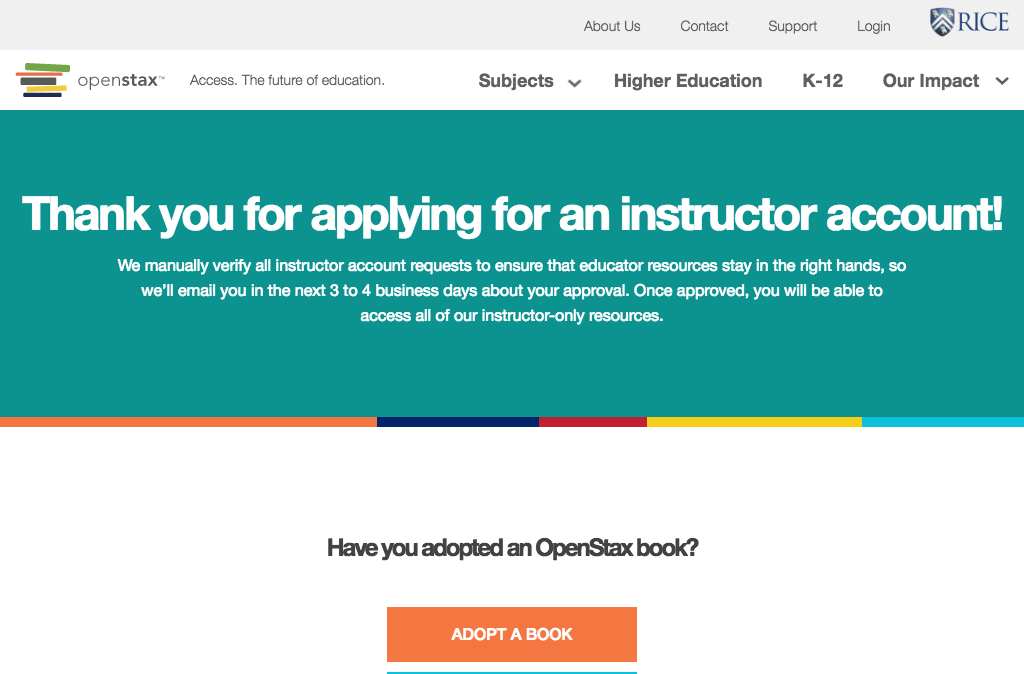 About Us Contact Support Login RICE
openstax™ Access. The future of education. Subjects Higher Education K-12 Our Impact
Thank you for applying for an instructor account!
We manually verify all instructor account requests to ensure that educator resources stay in the right hands, so
we’ll email you in the next 3 to 4 business days about your approval. Once approved, you will be able to
access all of our instructor-only resources.
Have you adopted an OpenStax book?
ADOPT A BOOK